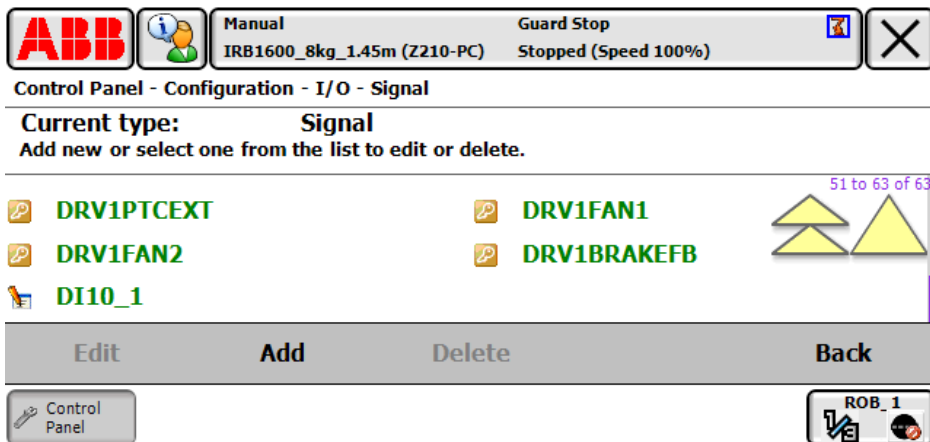 ABB
Manual Guard Stop
IRB1600_8kg_1.45m (Z210-PC) Stopped (Speed 100%)
Control Panel - Configuration - I/O - Signal
Current type: Signal
Add new or select one from the list to edit or delete.
51 to 63 of 63
DRV1PTCEXT DRV1FAN1
DRV1FAN2 DRV1BRAKEFB
DI10_1
Edit Add Delete Back
Control
Panel
ROB_1
1/3